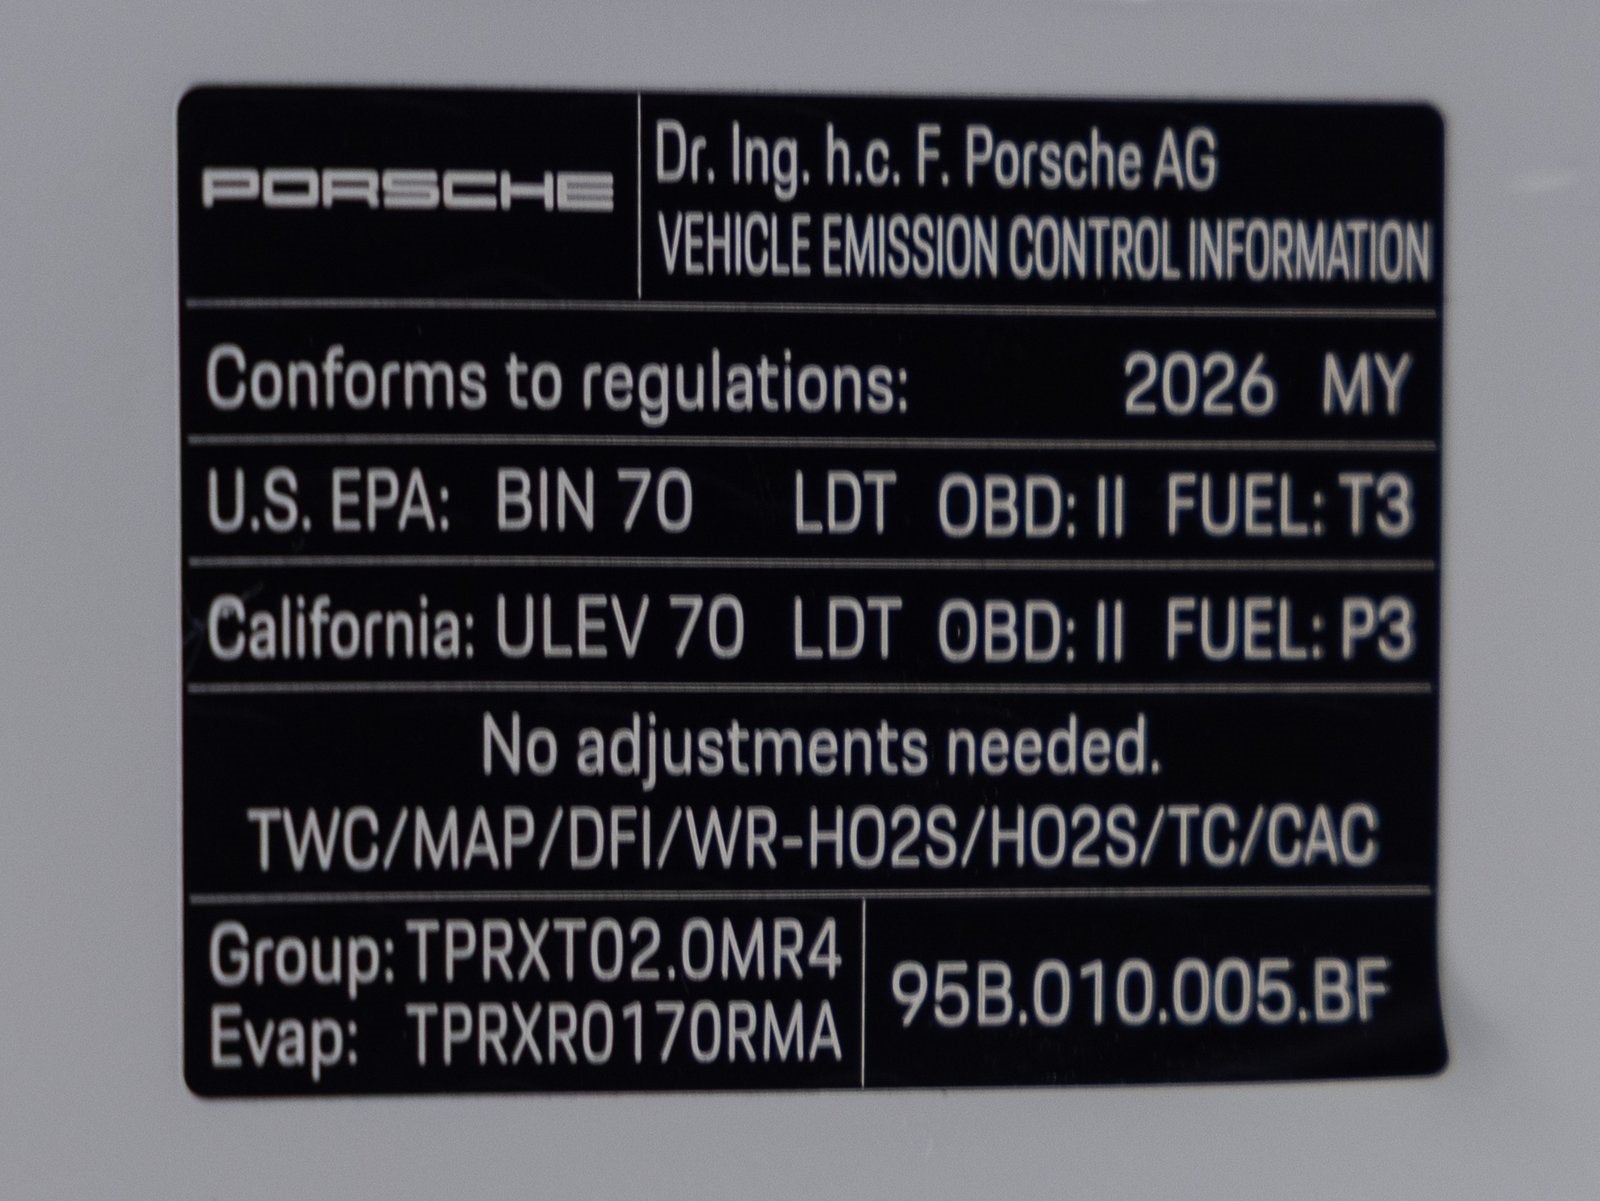 PORSCHE
Dr. Ing. h.c. F. Porsche AG
VEHICLE EMISSION CONTROL INFORMATION
Conforms to regulations: 2026 MY
U.S. EPA: BIN 70 LDT OBD: II FUEL: T3
California: ULEV 70 LDT OBD: II FUEL: P3
No adjustments needed.
TWC/MAP/DFI/WR-HO2S/HO2S/TC/CAC
Group: TPRXT02.0MR4
Evap: TPRXR0170RMA
95B.010.005.BF